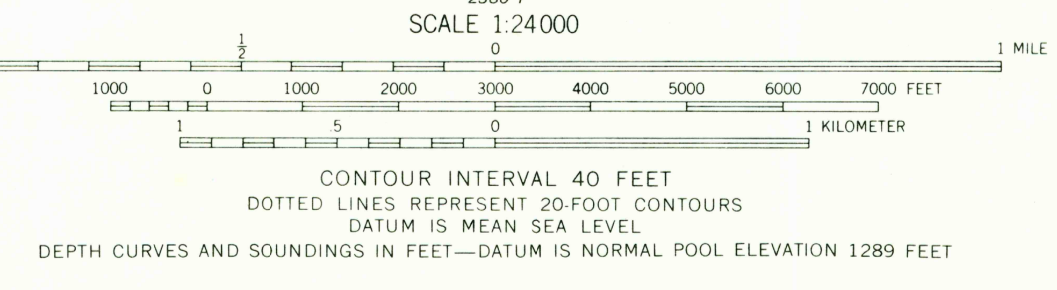 SCALE 1:24000
1/2 0 1 MILE
1000 0 1000 2000 3000 4000 5000 6000 7000 FEET
1 .5 0 1 KILOMETER
CONTOUR INTERVAL 40 FEET
DOTTED LINES REPRESENT 20-FOOT CONTOURS
DATUM IS MEAN SEA LEVEL
DEPTH CURVES AND SOUNDINGS IN FEET—DATUM IS NORMAL POOL ELEVATION 1289 FEET